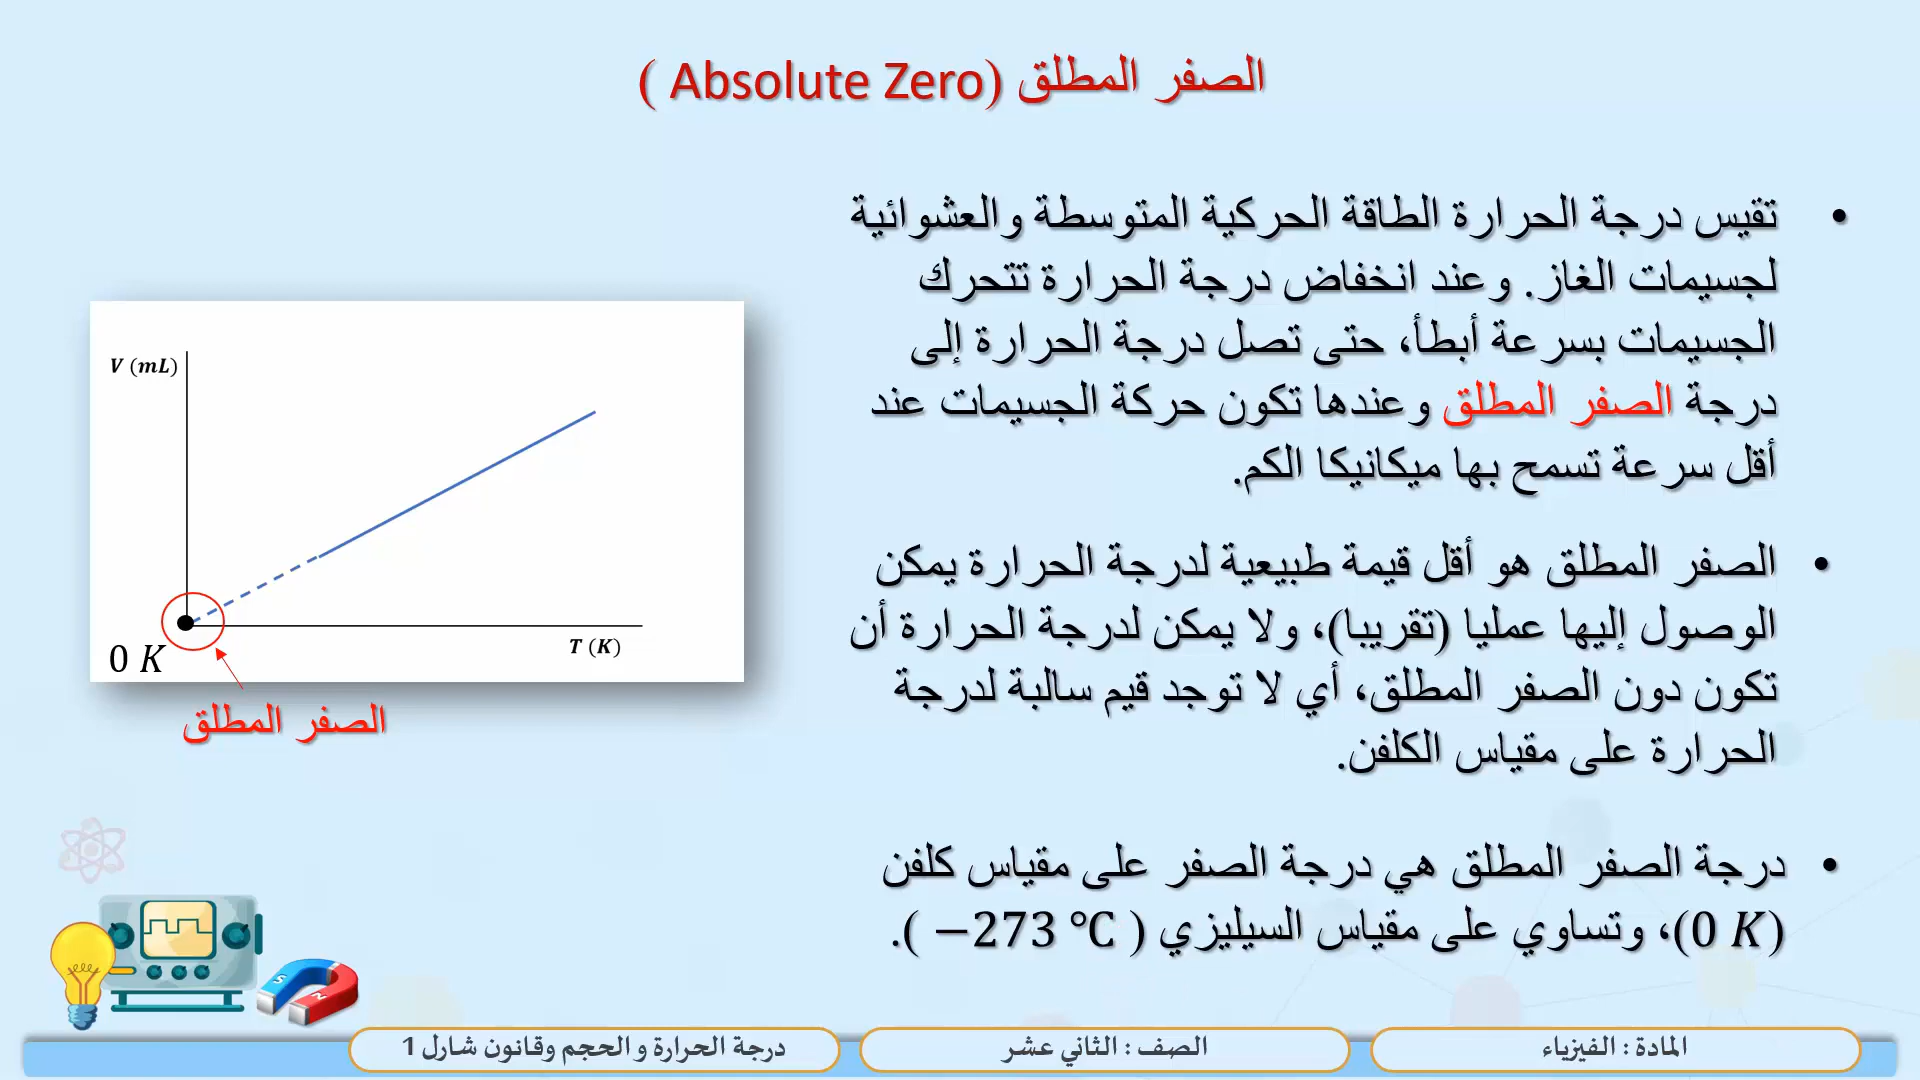 الصفر المطلق (Absolute Zero )
• تقيس درجة الحرارة الطاقة الحركية المتوسطة والعشوائية
لجسيمات الغاز. وعند انخفاض درجة الحرارة تتحرك
الجسيمات بسرعة أبطأ، حتى تصل درجة الحرارة إلى
درجة الصفر المطلق وعندها تكون حركة الجسيمات عند
أقل سرعة تسمح بها ميكانيكا الكم.
• الصفر المطلق هو أقل قيمة طبيعية لدرجة الحرارة يمكن
الوصول إليها عمليا (تقريبا)، ولا يمكن لدرجة الحرارة أن
تكون دون الصفر المطلق، أي لا توجد قيم سالبة لدرجة
الحرارة على مقياس الكلفن.
• درجة الصفر المطلق هي درجة الصفر على مقياس كلفن
(0 K)، وتساوي على مقياس السيليزي ( −273 °C ).
V (mL)
T (K)
0 K
الصفر المطلق
S
N
المادة : الفيزياء
الصف : الثاني عشر
درجة الحرارة و الحجم وقانون شارل 1